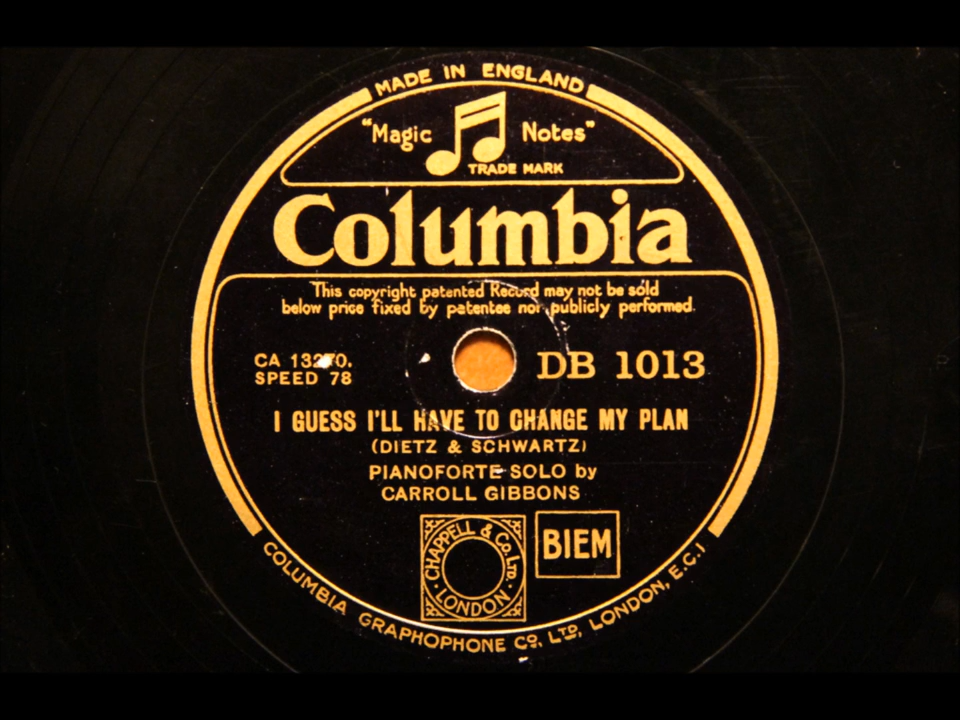 MADE IN ENGLAND
"Magic Notes"
TRADE MARK
Columbia
This copyright patented Record may not be sold
below price fixed by patentee nor publicly performed.
CA
SPEED 78
DB 1013
I GUESS I'LL HAVE TO CHANGE MY PLAN
(DIETZ & SCHWARTZ)
PIANOFORTE SOLO by
CARROLL GIBBONS
CHAPPELL & Co. LTD.
LONDON
BIEM
COLUMBIA GRAPHOPHONE Co., LTD, LONDON, E.C.1